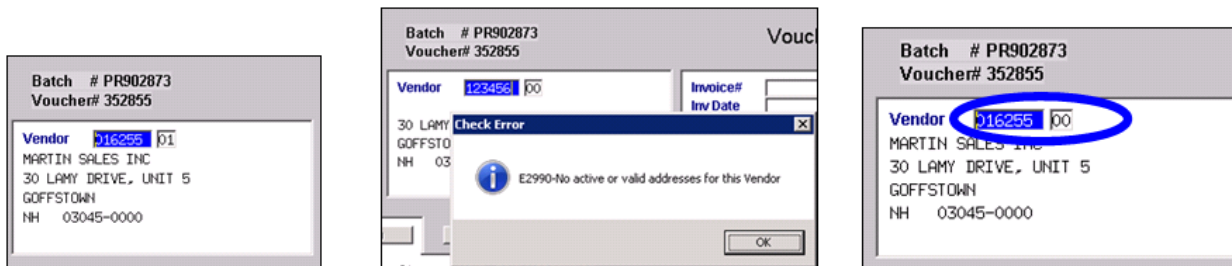 Batch # PR902873
Voucher# 352855
Vendor 016255 01
MARTIN SALES INC
30 LAMY DRIVE, UNIT 5
GOFFSTOWN
NH 03045-0000
Batch # PR902873
Voucher# 352855
Vouc
Vendor 123456 00
Invoice#
Inv Date
30 LAMY
GOFFSTO
NH 03
Check Error
E2990-No active or valid addresses for this Vendor
OK
Batch # PR902873
Voucher# 352855
Vendor 016255 00
MARTIN SALES INC
30 LAMY DRIVE, UNIT 5
GOFFSTOWN
NH 03045-0000